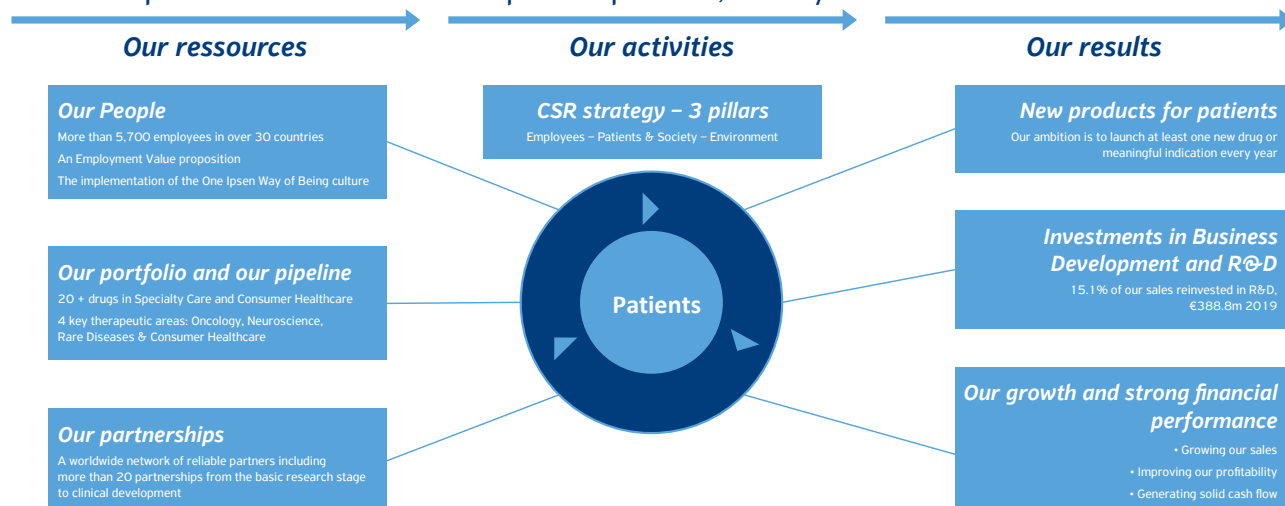 Our ressources
Our People
More than 5,700 employees in over 30 countries
An Employment Value proposition
The implementation of the One Ipsen Way of Being culture
Our portfolio and our pipeline
20 + drugs in Specialty Care and Consumer Healthcare
4 key therapeutic areas: Oncology, Neuroscience,
Rare Diseases & Consumer Healthcare
Our partnerships
A worldwide network of reliable partners including
more than 20 partnerships from the basic research stage
to clinical development
Our activities
CSR strategy – 3 pillars
Employees – Patients & Society – Environment
Patients
Our results
New products for patients
Our ambition is to launch at least one new drug or
meaningful indication every year
Investments in Business
Development and R&D
15.1% of our sales reinvested in R&D,
€388.8m 2019
Our growth and strong financial
performance
• Growing our sales
• Improving our profitability
• Generating solid cash flow